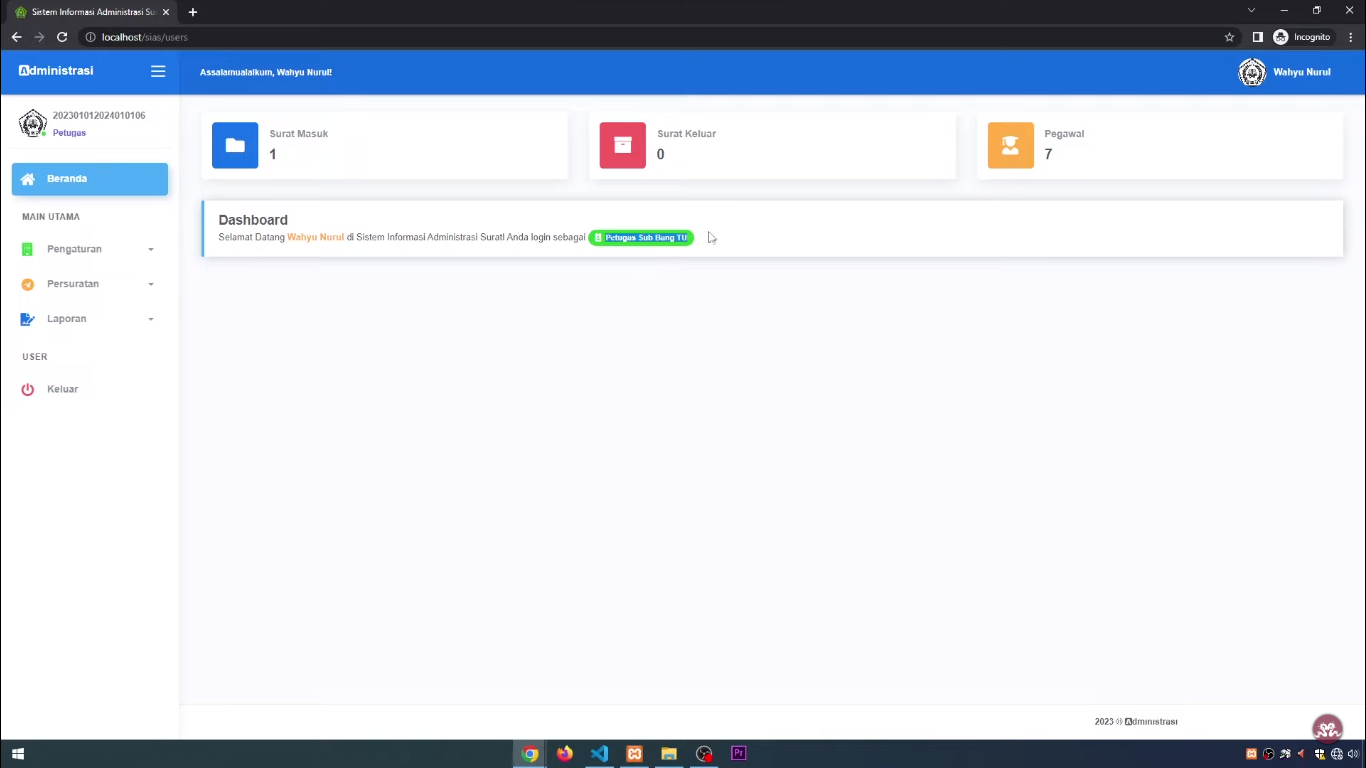 Sistem Informasi Administrasi Su
localhost/sias/users
Incognito
Administrasi
Assalamualaikum, Wahyu Nurul!
Wahyu Nurul
202301012024010106
Petugas
Surat Masuk
1
Surat Keluar
0
Pegawai
7
Beranda
Dashboard
Selamat Datang Wahyu Nurul di Sistem Informasi Administrasi Surat! Anda login sebagai Petugas Sub Bang TU
MAIN UTAMA
Pengaturan
Persuratan
Laporan
USER
Keluar
2023 © Administrasi
Pr